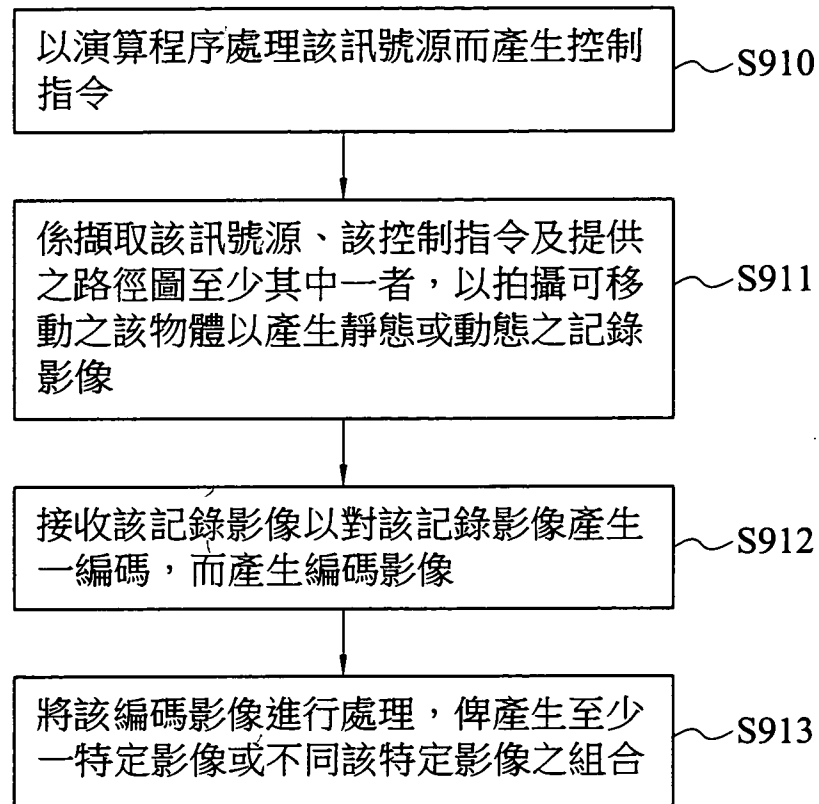 以演算程序處理該訊號源而產生控制
指令
S910
係擷取該訊號源、該控制指令及提供
之路徑圖至少其中一者，以拍攝可移
動之該物體以產生靜態或動態之記錄
影像
S911
接收該記錄影像以對該記錄影像產生
一編碼，而產生編碼影像
S912
將該編碼影像進行處理，俾產生至少
一特定影像或不同該特定影像之組合
S913